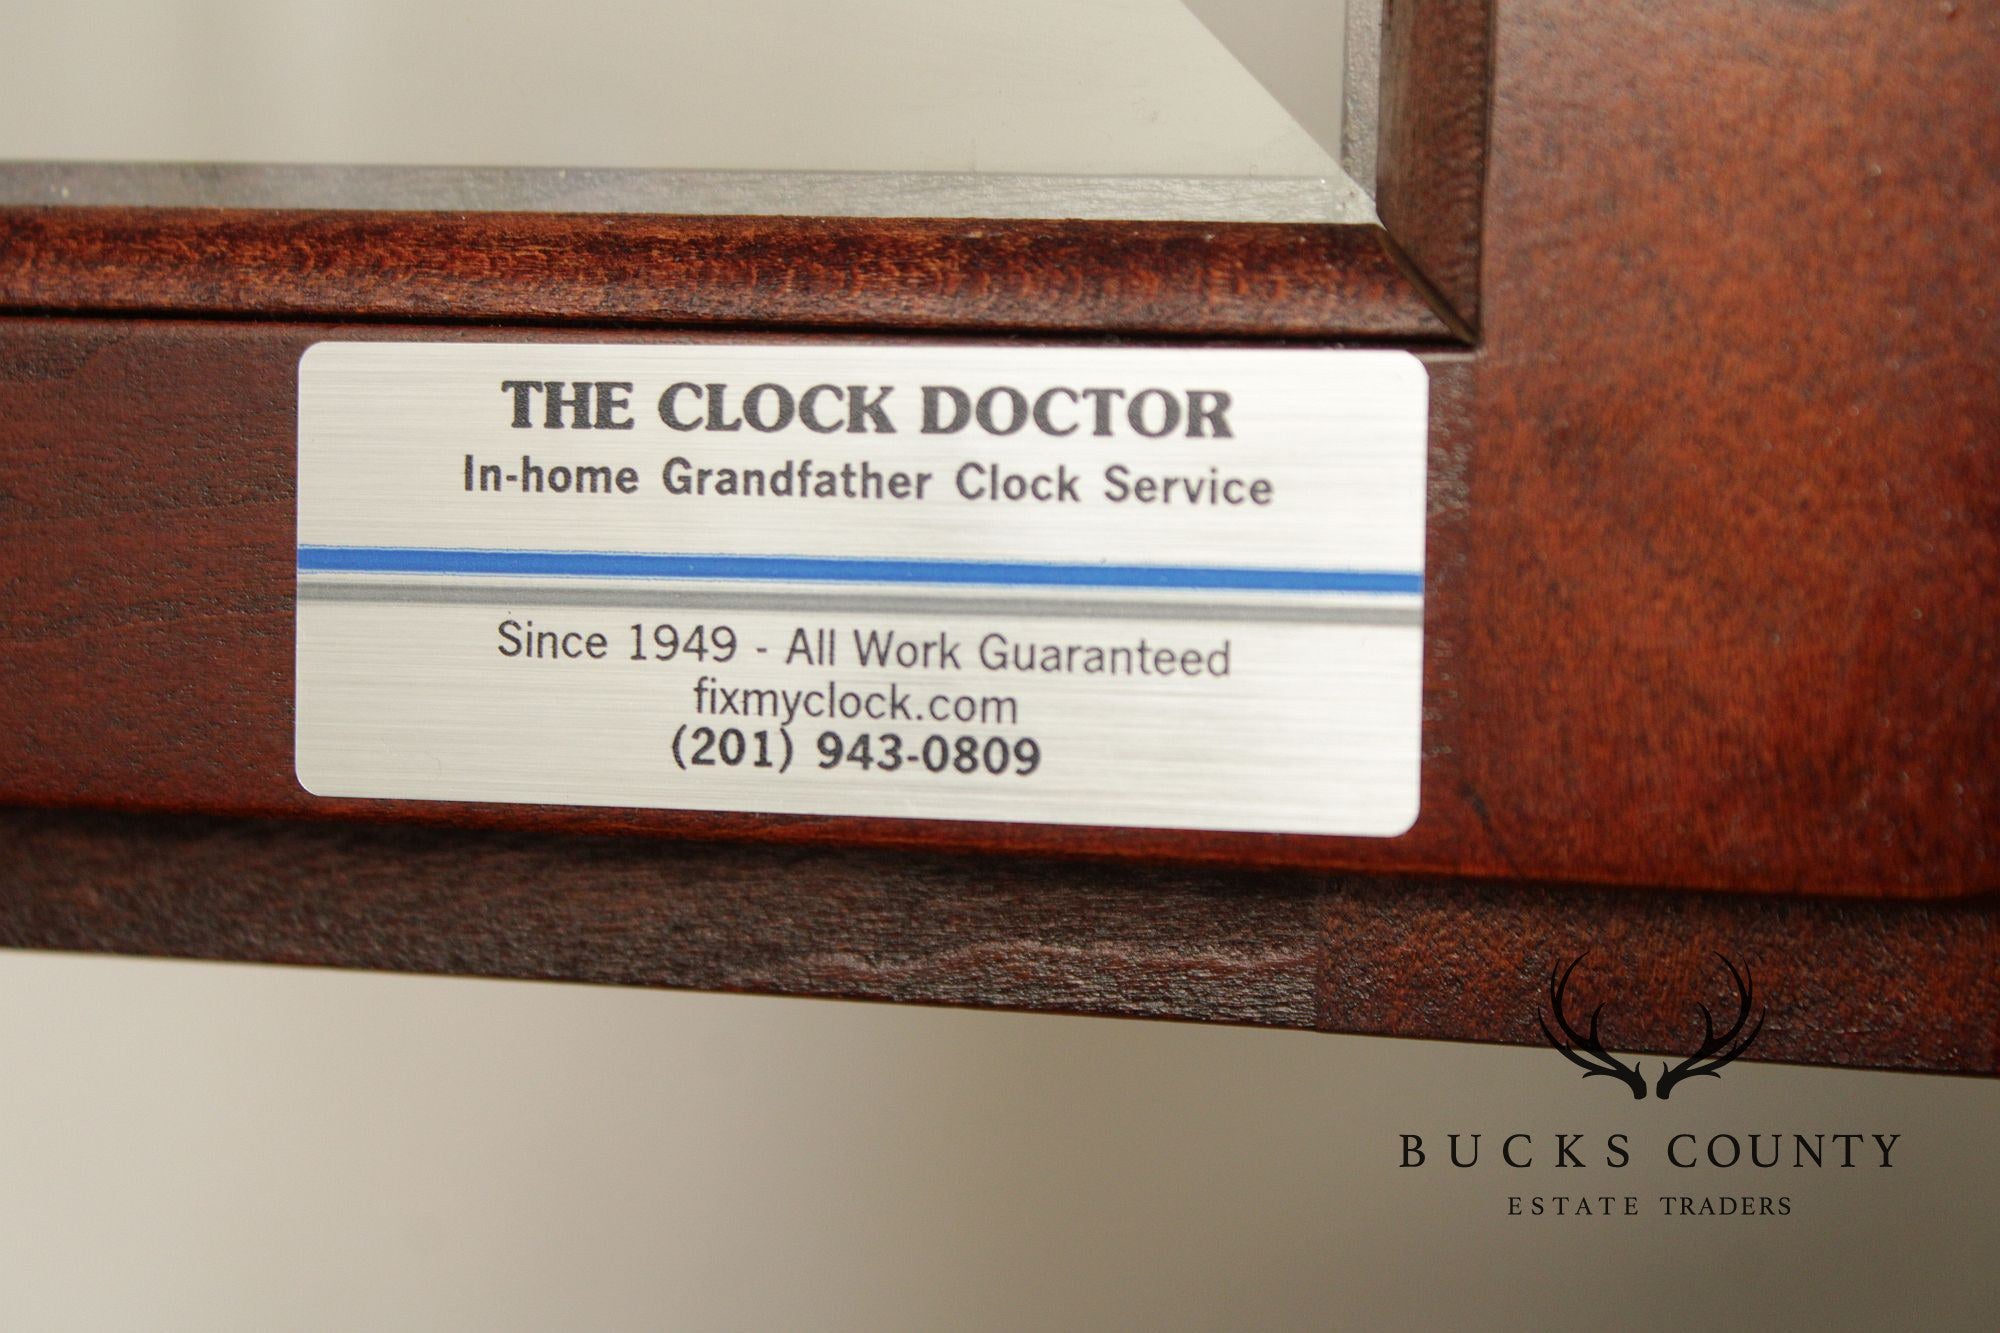 THE CLOCK DOCTOR
In-home Grandfather Clock Service
Since 1949 - All Work Guaranteed
fixmyclock.com
(201) 943-0809
BUCKS COUNTY
ESTATE TRADERS